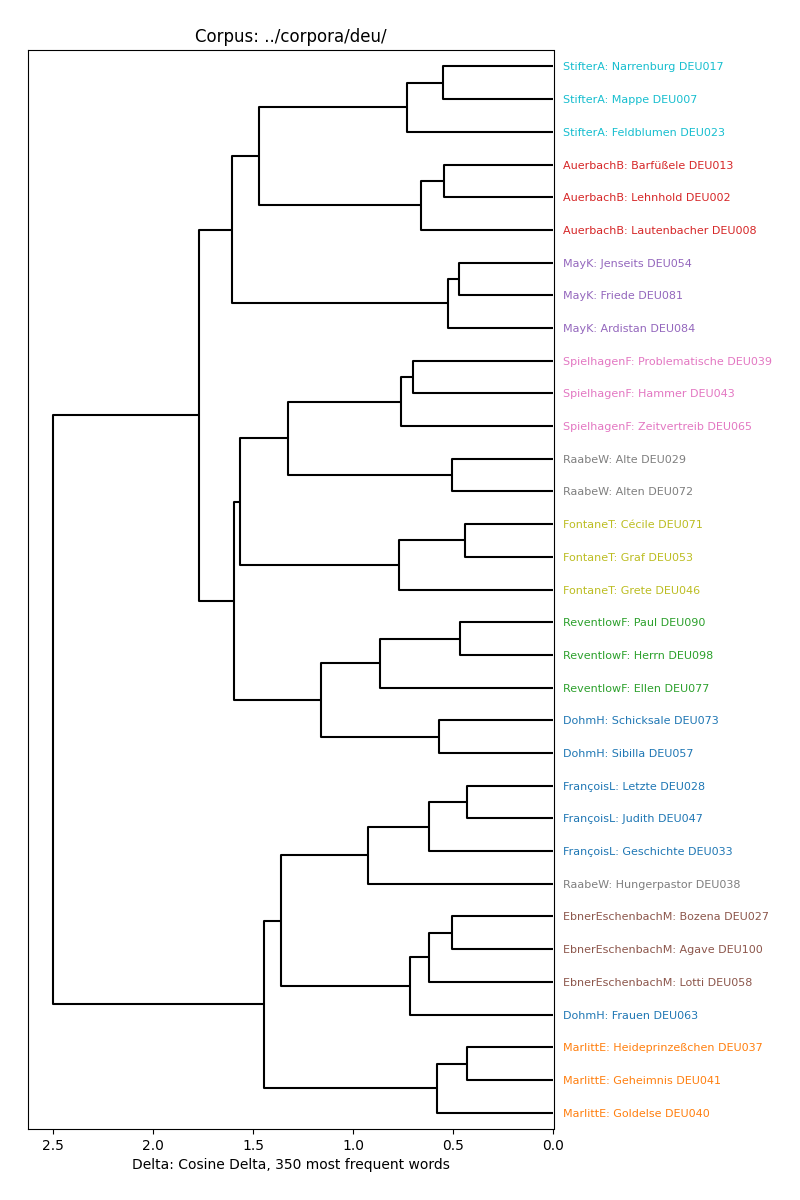 Corpus: ../corpora/deu/
StifterA: Narrenburg DEU017
StifterA: Mappe DEU007
StifterA: Feldblumen DEU023
AuerbachB: Barfüßele DEU013
AuerbachB: Lehnhold DEU002
AuerbachB: Lautenbacher DEU008
MayK: Jenseits DEU054
MayK: Friede DEU081
MayK: Ardistan DEU084
SpielhagenF: Problematische DEU039
SpielhagenF: Hammer DEU043
SpielhagenF: Zeitvertreib DEU065
RaabeW: Alte DEU029
RaabeW: Alten DEU072
FontaneT: Cécile DEU071
FontaneT: Graf DEU053
FontaneT: Grete DEU046
ReventlowF: Paul DEU090
ReventlowF: Herrn DEU098
ReventlowF: Ellen DEU077
DohmH: Schicksale DEU073
DohmH: Sibilla DEU057
FrançoisL: Letzte DEU028
FrançoisL: Judith DEU047
FrançoisL: Geschichte DEU033
RaabeW: Hungerpastor DEU038
EbnerEschenbachM: Bozena DEU027
EbnerEschenbachM: Agave DEU100
EbnerEschenbachM: Lotti DEU058
DohmH: Frauen DEU063
MarlittE: Heideprinzeßchen DEU037
MarlittE: Geheimnis DEU041
MarlittE: Goldelse DEU040
2.5 2.0 1.5 1.0 0.5 0.0
Delta: Cosine Delta, 350 most frequent words